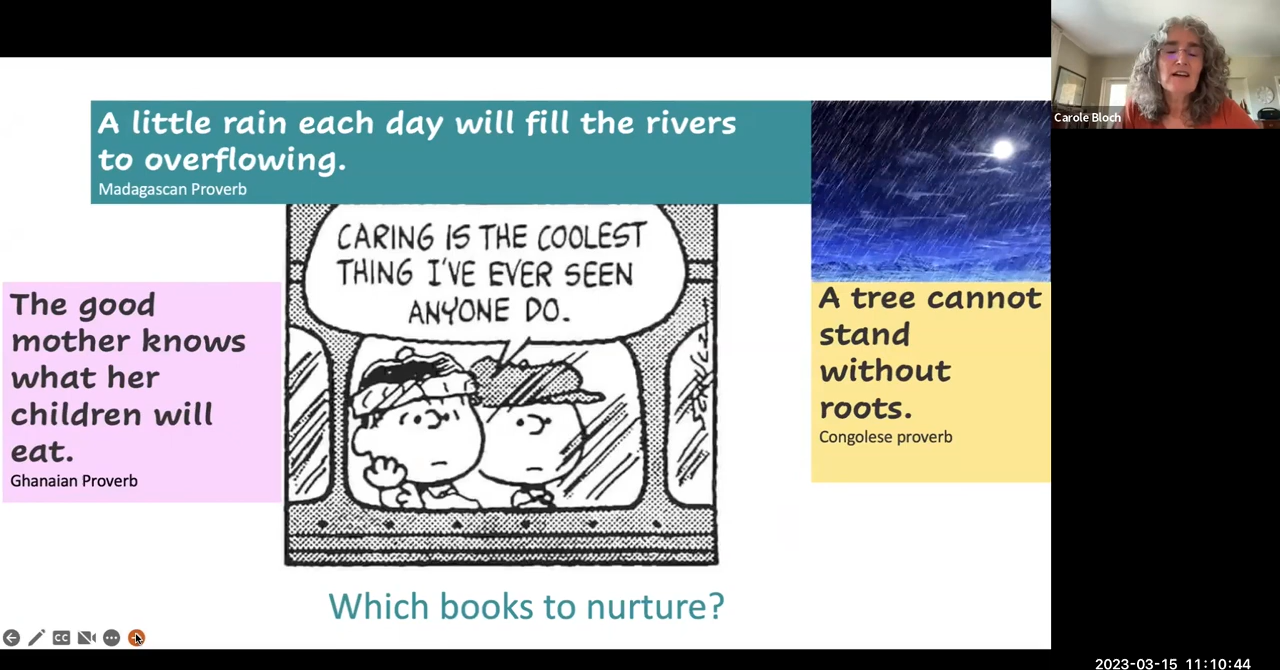 A little rain each day will fill the rivers
to overflowing.
Madagascan Proverb
CARING IS THE COOLEST
THING I'VE EVER SEEN
ANYONE DO.
The good
mother knows
what her
children will
eat.
Ghanaian Proverb
A tree cannot
stand
without
roots.
Congolese proverb
Which books to nurture?
CC
Carole Bloch
2023-03-15 11:10:44